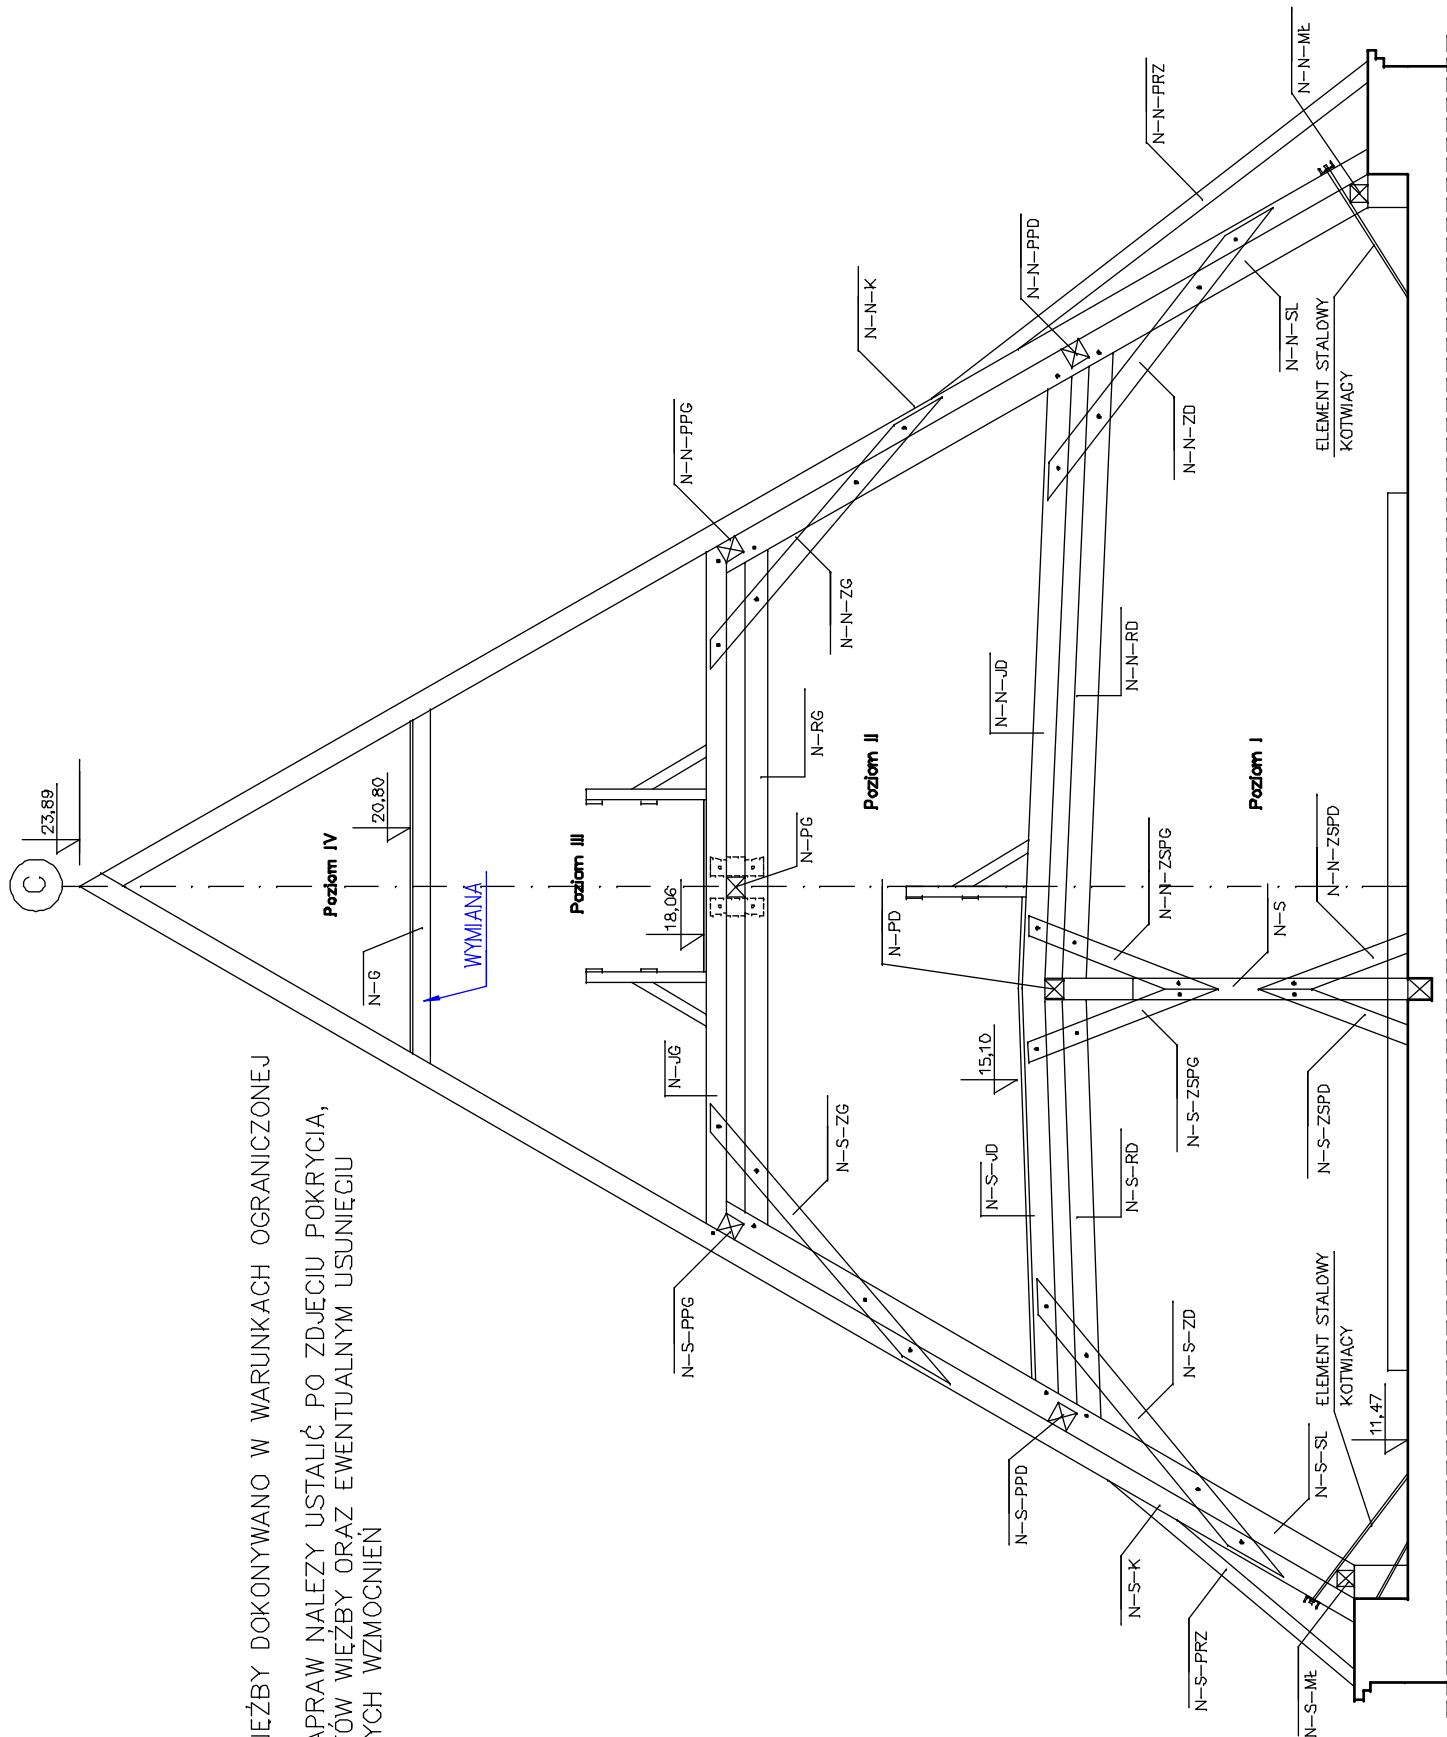 IĘŹBY DOKONYWANO W WARUNKACH OGRANICZONEJ
APRAW NALEŻY USTALIĆ PO ZDJĘCIU POKRYCIA,
TÓW WIĘŹBY ORAZ EWENTUALNYM USUNIĘCIU
YCH WZMOCNIEŃ
C
23,89
Poziom IV
20,80
N-G
WYMIANA
Poziom III
18,06
N-JG
N-PG
N-RG
N-N-PPG
N-S-PPG
N-N-ZG
N-S-ZG
N-N-K
Poziom II
N-PD
15,10
N-S-JD
N-N-JD
N-N-PPD
N-S-PPD
N-S-RD
N-N-RD
N-S-K
N-N-PRZ
N-S-PRZ
N-S-ZD
N-N-ZD
N-S-ZSPG
N-N-ZSPG
Poziom I
N-S
N-S-ZSPD
N-N-ZSPD
N-S-SL
N-N-SL
ELEMENT STALOWY
KOTWIĄCY
ELEMENT STALOWY
KOTWIĄCY
11,47
N-S-MŁ
N-N-MŁ